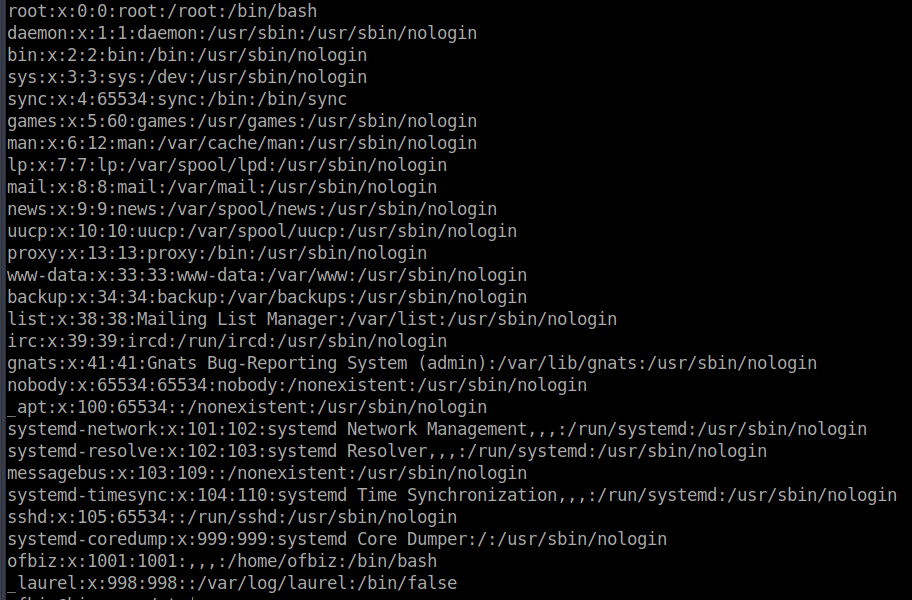 root:x:0:0:root:/root:/bin/bash
daemon:x:1:1:daemon:/usr/sbin:/usr/sbin/nologin
bin:x:2:2:bin:/bin:/usr/sbin/nologin
sys:x:3:3:sys:/dev:/usr/sbin/nologin
sync:x:4:65534:sync:/bin:/bin/sync
games:x:5:60:games:/usr/games:/usr/sbin/nologin
man:x:6:12:man:/var/cache/man:/usr/sbin/nologin
lp:x:7:7:lp:/var/spool/lpd:/usr/sbin/nologin
mail:x:8:8:mail:/var/mail:/usr/sbin/nologin
news:x:9:9:news:/var/spool/news:/usr/sbin/nologin
uucp:x:10:10:uucp:/var/spool/uucp:/usr/sbin/nologin
proxy:x:13:13:proxy:/bin:/usr/sbin/nologin
www-data:x:33:33:www-data:/var/www:/usr/sbin/nologin
backup:x:34:34:backup:/var/backups:/usr/sbin/nologin
list:x:38:38:Mailing List Manager:/var/list:/usr/sbin/nologin
irc:x:39:39:ircd:/run/ircd:/usr/sbin/nologin
gnats:x:41:41:Gnats Bug-Reporting System (admin):/var/lib/gnats:/usr/sbin/nologin
nobody:x:65534:65534:nobody:/nonexistent:/usr/sbin/nologin
_apt:x:100:65534::/nonexistent:/usr/sbin/nologin
systemd-network:x:101:102:systemd Network Management,,,:/run/systemd:/usr/sbin/nologin
systemd-resolve:x:102:103:systemd Resolver,,,:/run/systemd:/usr/sbin/nologin
messagebus:x:103:109::/nonexistent:/usr/sbin/nologin
systemd-timesync:x:104:110:systemd Time Synchronization,,,:/run/systemd:/usr/sbin/nologin
sshd:x:105:65534::/run/sshd:/usr/sbin/nologin
systemd-coredump:x:999:999:systemd Core Dumper:/:/usr/sbin/nologin
ofbiz:x:1001:1001:,,,:/home/ofbiz:/bin/bash
_laurel:x:998:998::/var/log/laurel:/bin/false